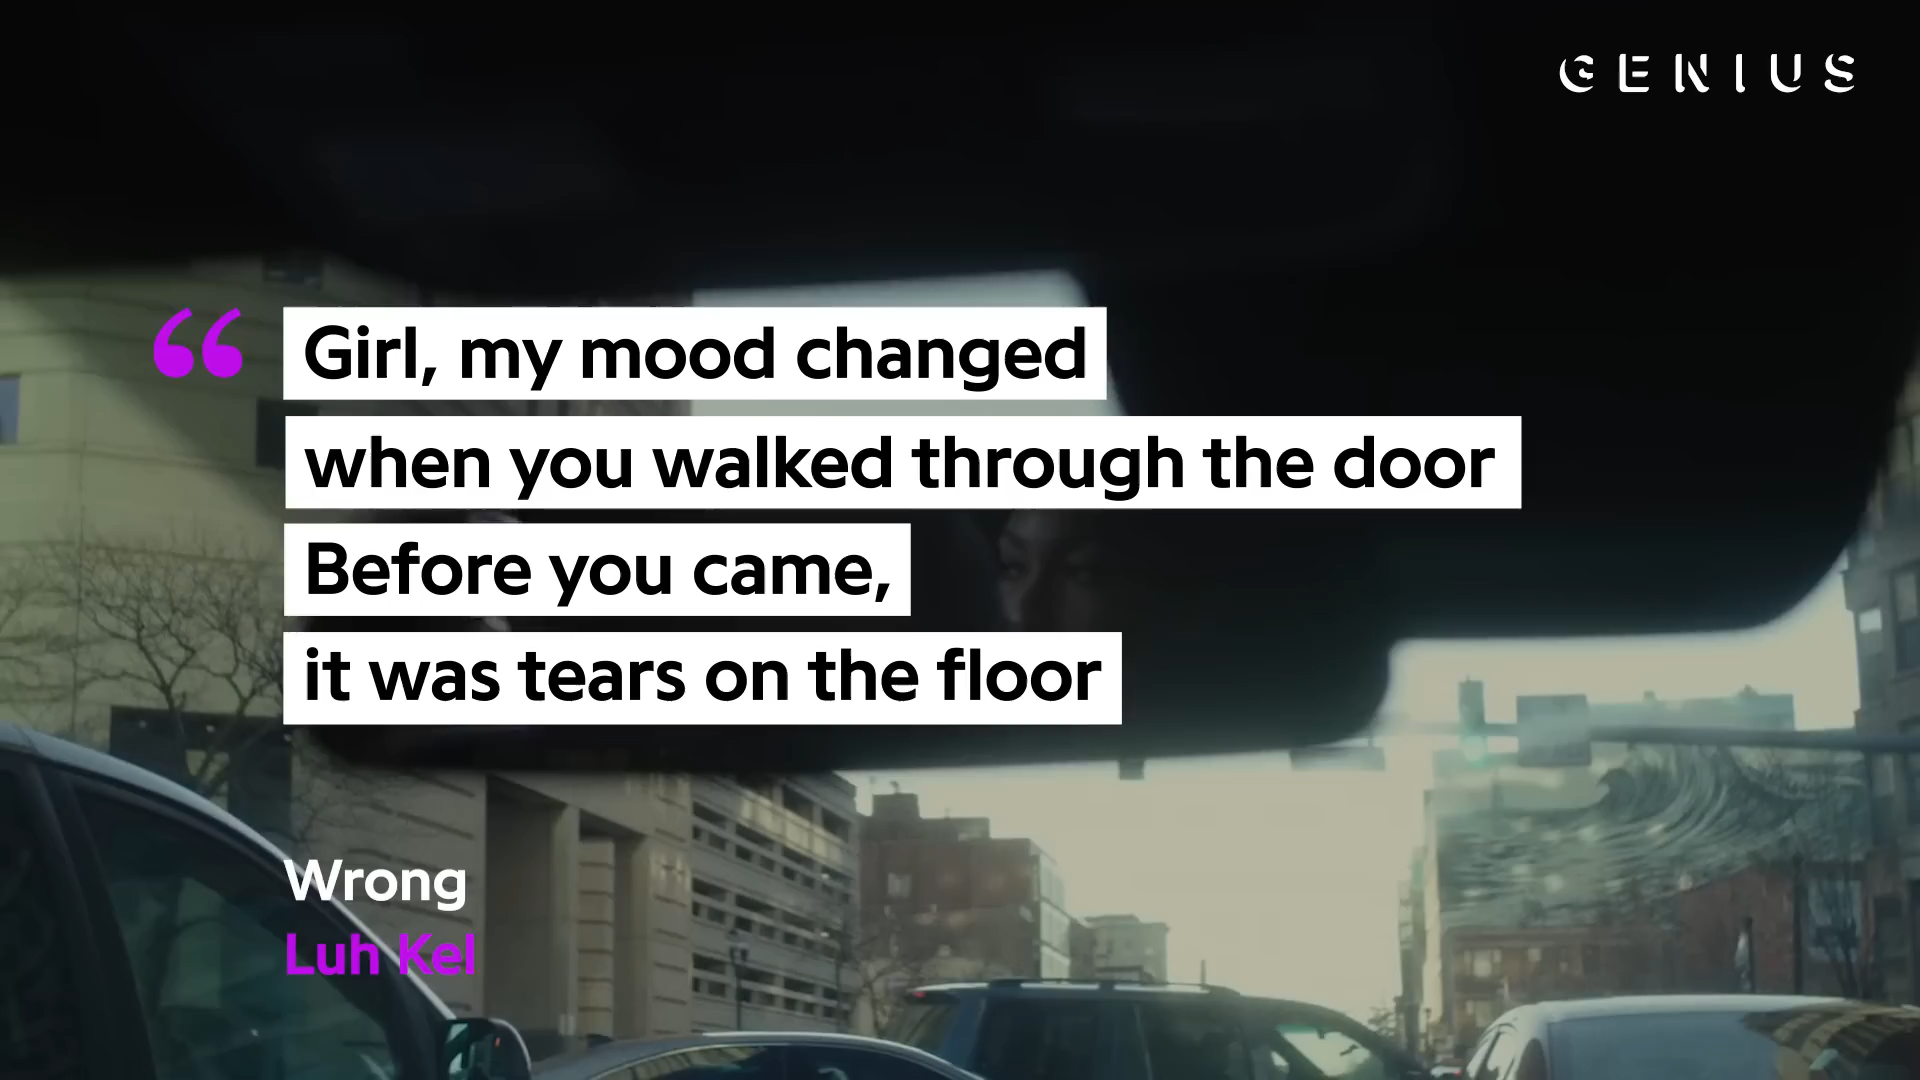 GENIUS
“ Girl, my mood changed
when you walked through the door
Before you came,
it was tears on the floor
Wrong
Luh Kel